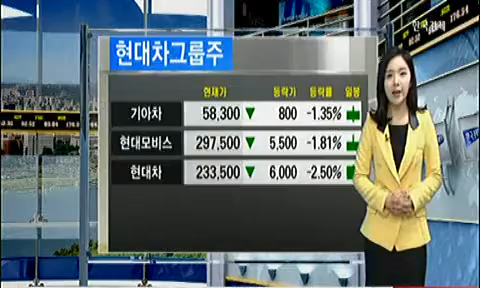 현대차그룹주
현재가 등락가 등락률 일봉
기아차 58,300 ▼ 800 -1.35%
현대모비스 297,500 ▼ 5,500 -1.81%
현대차 233,500 ▼ 6,000 -2.50%